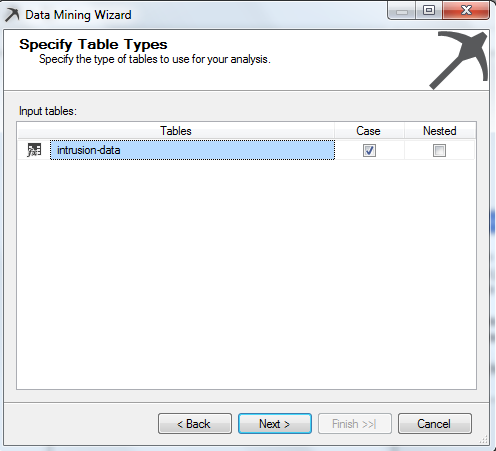 Data Mining Wizard
Specify Table Types
Specify the type of tables to use for your analysis.
Input tables:
Tables Case Nested
intrusion-data
< Back Next > Finish >>| Cancel